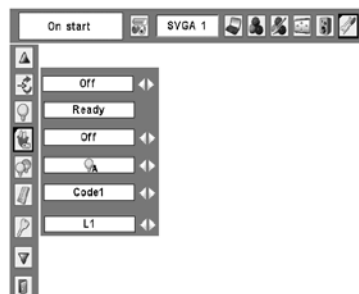 On start
SVGA 1
Off
Ready
Off
A
Code1
L1